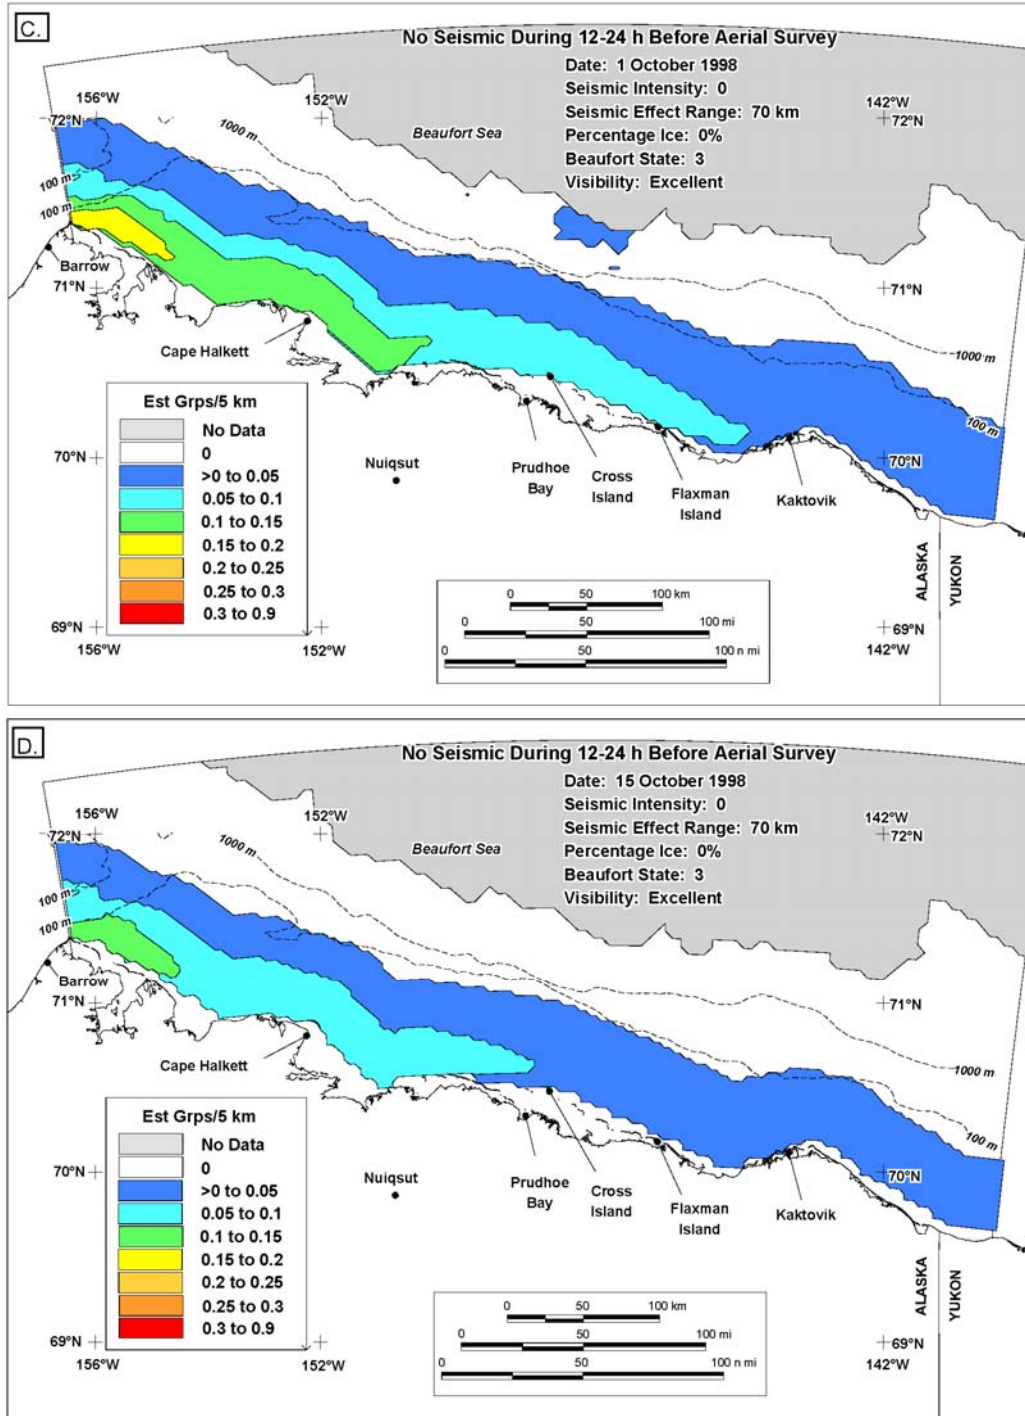 C.
No Seismic During 12-24 h Before Aerial Survey
Date: 1 October 1998
Seismic Intensity: 0
Seismic Effect Range: 70 km
Percentage Ice: 0%
Beaufort State: 3
Visibility: Excellent
156°W
152°W
142°W
72°N
72°N
1000 m
Beaufort Sea
100 m
100 m
Barrow
71°N
71°N
Cape Halkett
1000 m
100 m
Est Grps/5 km
No Data
0
>0 to 0.05
0.05 to 0.1
0.1 to 0.15
0.15 to 0.2
0.2 to 0.25
0.25 to 0.3
0.3 to 0.9
70°N
70°N
Nuiqsut
Prudhoe
Bay
Cross
Island
Flaxman
Island
Kaktovik
ALASKA
YUKON
0 50 100 km
0 50 100 mi
0 50 100 n mi
69°N
69°N
156°W
152°W
142°W
D.
No Seismic During 12-24 h Before Aerial Survey
Date: 15 October 1998
Seismic Intensity: 0
Seismic Effect Range: 70 km
Percentage Ice: 0%
Beaufort State: 3
Visibility: Excellent
156°W
152°W
142°W
72°N
72°N
1000 m
Beaufort Sea
100 m
100 m
Barrow
71°N
71°N
Cape Halkett
1000 m
100 m
Est Grps/5 km
No Data
0
>0 to 0.05
0.05 to 0.1
0.1 to 0.15
0.15 to 0.2
0.2 to 0.25
0.25 to 0.3
0.3 to 0.9
70°N
70°N
Nuiqsut
Prudhoe
Bay
Cross
Island
Flaxman
Island
Kaktovik
ALASKA
YUKON
0 50 100 km
0 50 100 mi
0 50 100 n mi
69°N
69°N
156°W
152°W
142°W